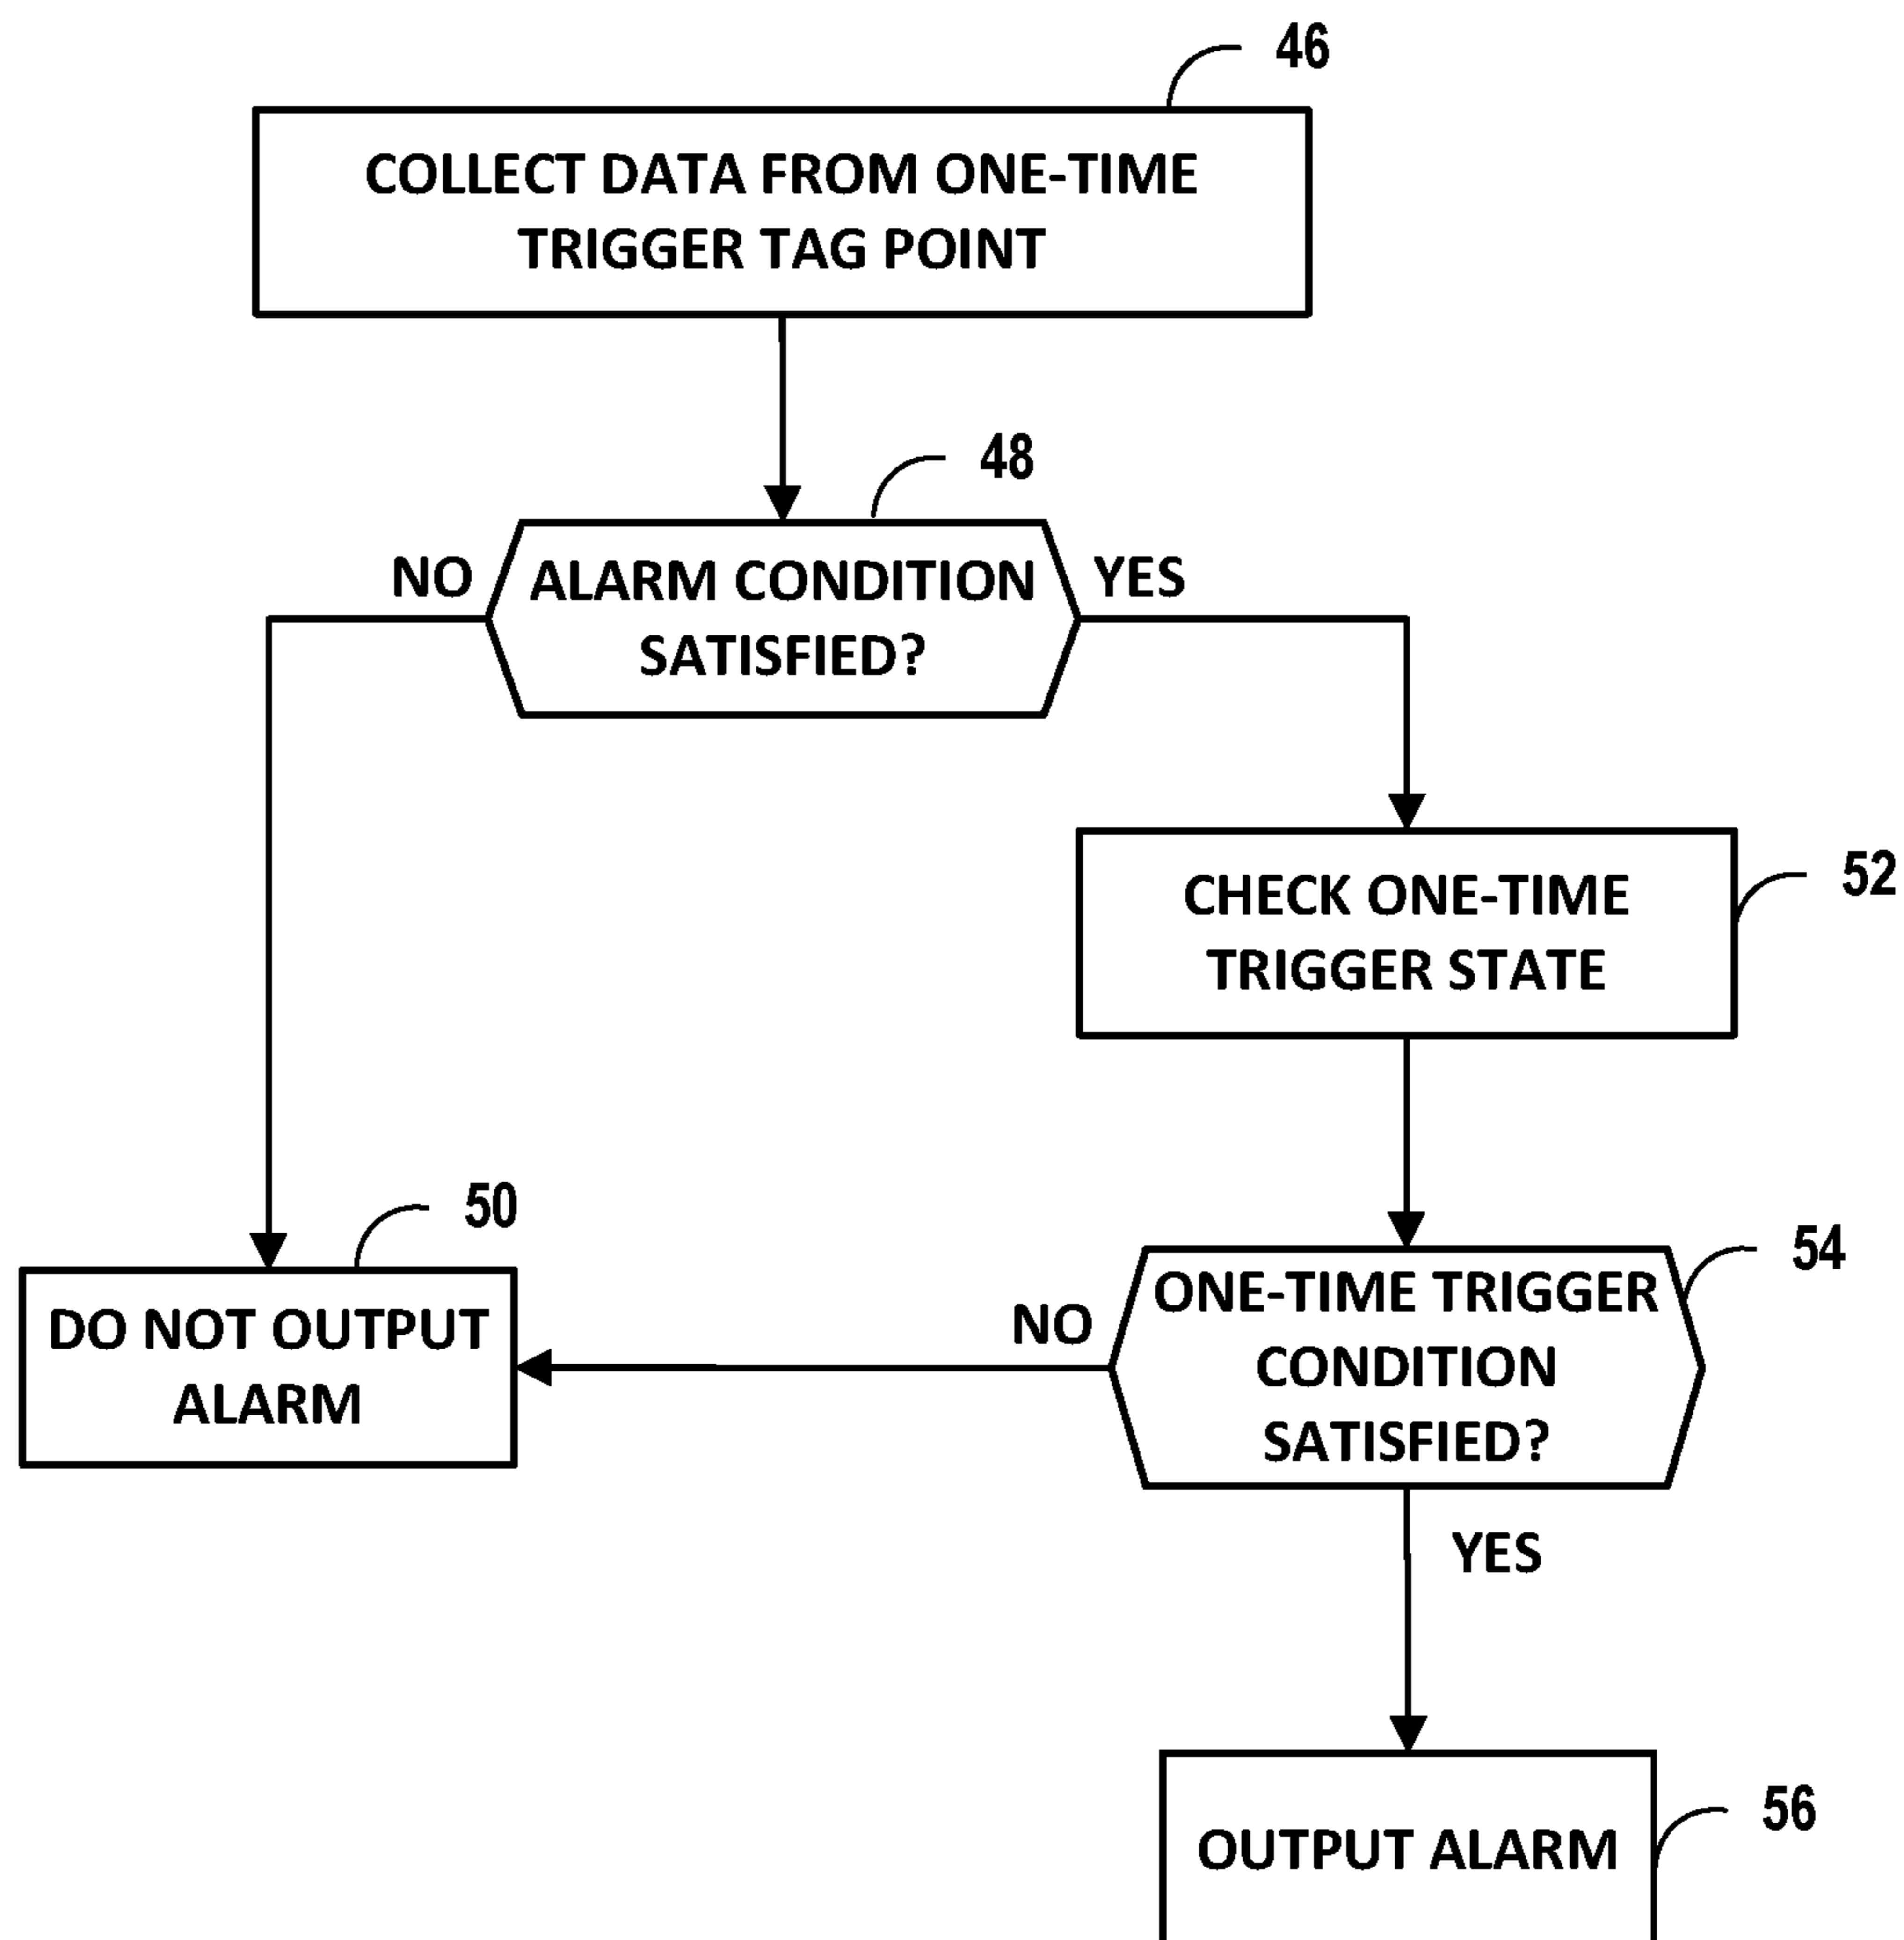 46
COLLECT DATA FROM ONE-TIME
TRIGGER TAG POINT
48
NO
ALARM CONDITION
SATISFIED?
YES
52
CHECK ONE-TIME
TRIGGER STATE
50
DO NOT OUTPUT
ALARM
54
NO
ONE-TIME TRIGGER
CONDITION
SATISFIED?
YES
56
OUTPUT ALARM